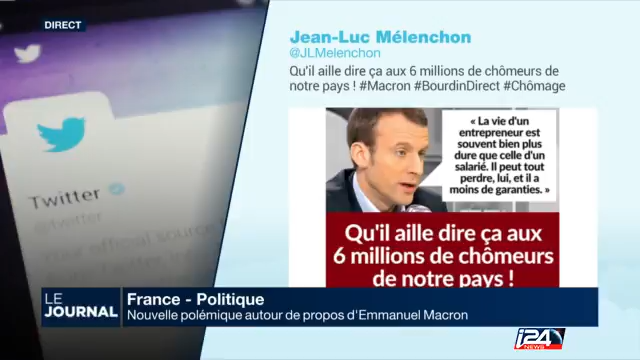 DIRECT
Twitter
@twitter
Jean-Luc Mélenchon
@JLMelenchon
Qu'il aille dire ça aux 6 millions de chômeurs de
notre pays ! #Macron #BourdinDirect #Chômage
« La vie d'un
entrepreneur est
souvent bien plus
dure que celle d'un
salarié. Il peut tout
perdre, lui, et il a
moins de garanties. »
Qu'il aille dire ça aux
6 millions de chômeurs
de notre pays !
LE
JOURNAL
France - Politique
Nouvelle polémique autour de propos d'Emmanuel Macron
i24
NEWS